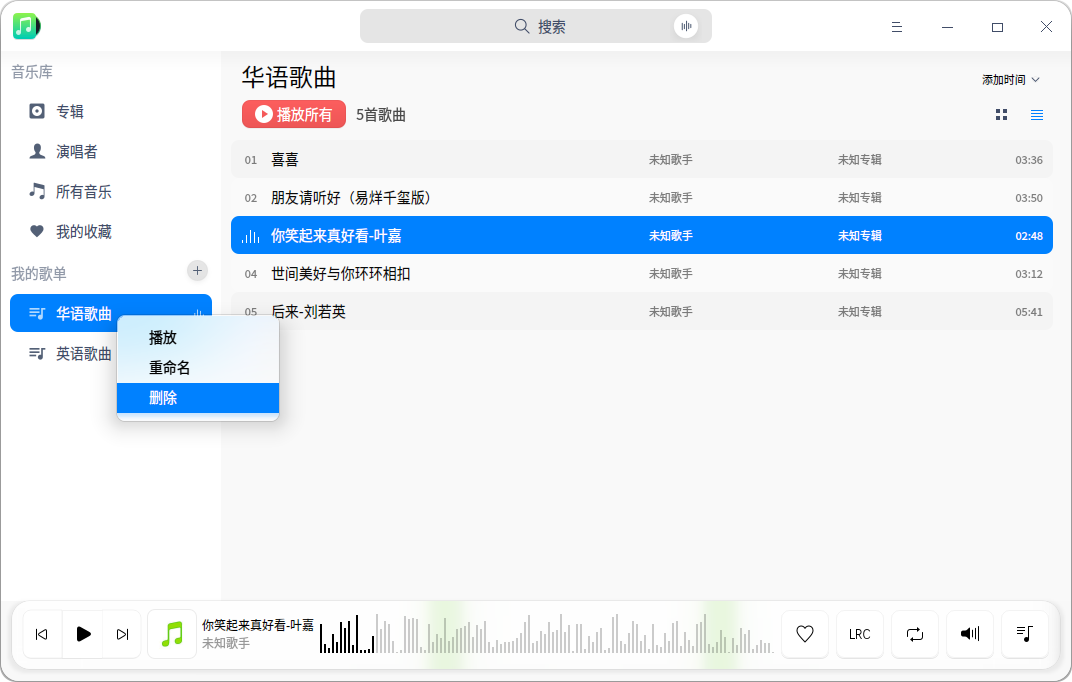 搜索
音乐库
专辑
演唱者
所有音乐
我的收藏
我的歌单
华语歌曲
英语歌曲
播放
重命名
删除
华语歌曲
添加时间
播放所有 5首歌曲
01 喜喜 未知歌手 未知专辑 03:36
02 朋友请听好（易烊千玺版） 未知歌手 未知专辑 03:50
你笑起来真好看-叶嘉 未知歌手 未知专辑 02:48
04 世间美好与你环环相扣 未知歌手 未知专辑 03:12
05 后来-刘若英 未知歌手 未知专辑 05:41
你笑起来真好看-叶嘉
未知歌手
LRC